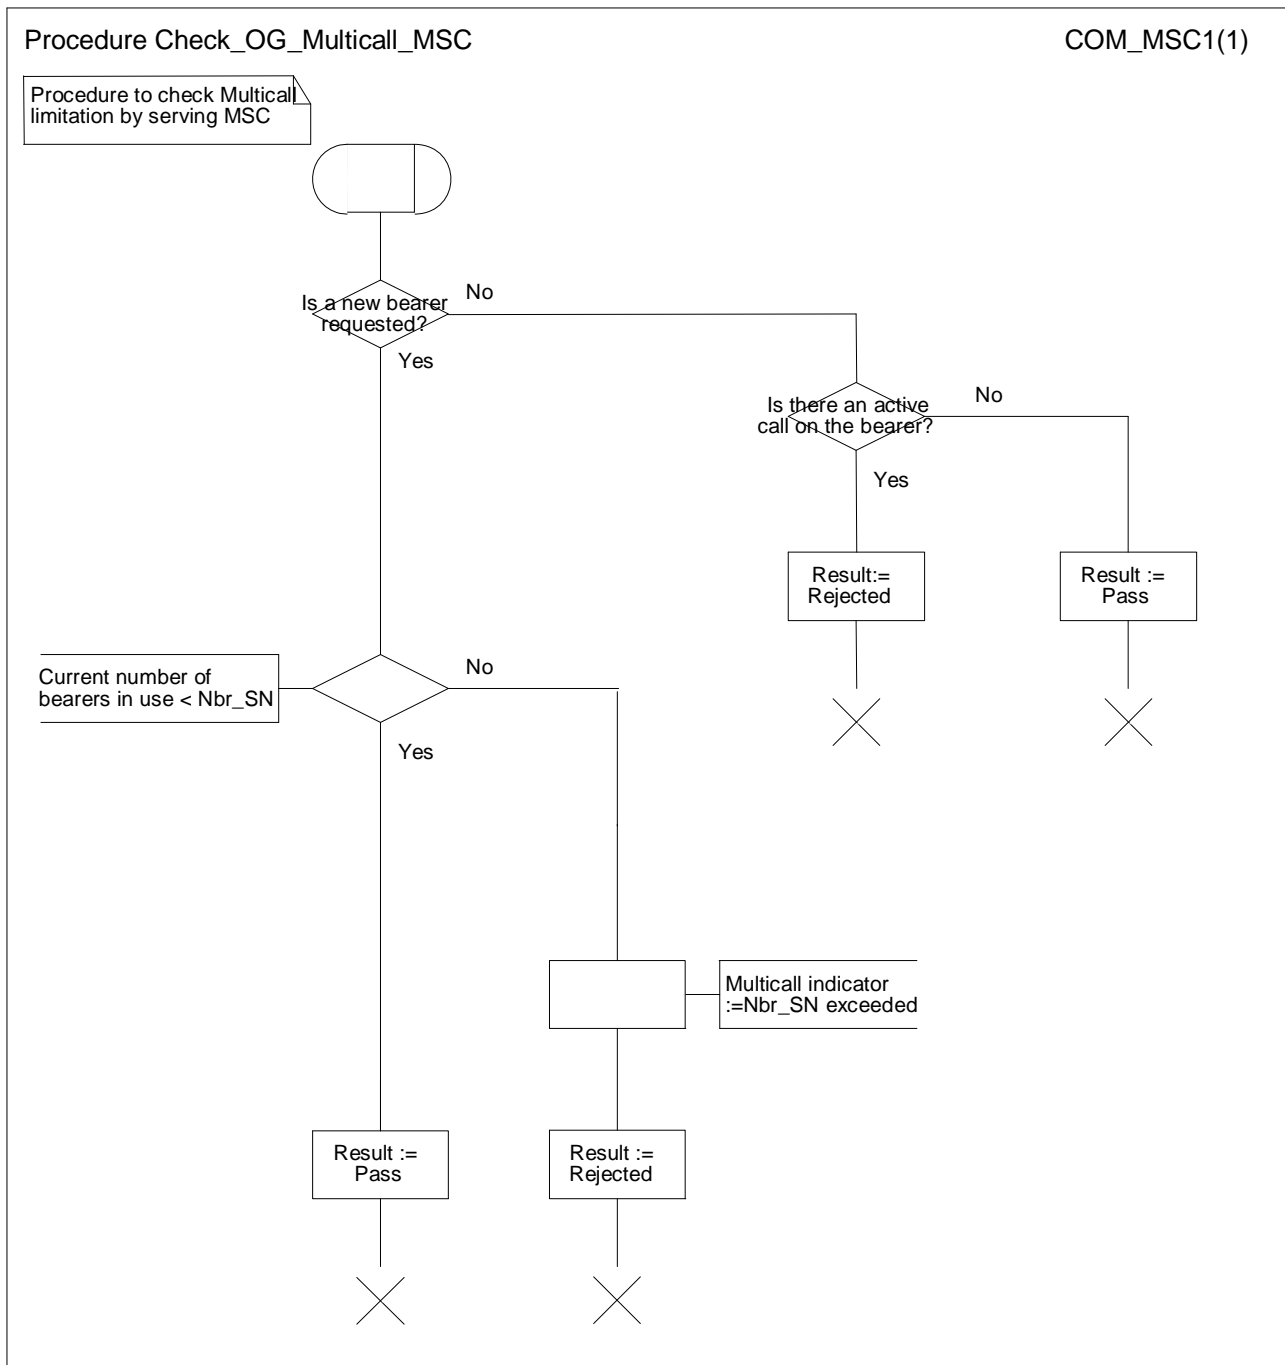 Procedure Check_OG_Multicall_MSC
COM_MSC1(1)
Procedure to check Multicall
limitation by serving MSC
Is a new bearer
requested?
No
Yes
Is there an active
call on the bearer?
No
Yes
Result:=
Rejected
Result :=
Pass
Current number of
bearers in use < Nbr_SN
No
Yes
Multicall indicator
:=Nbr_SN exceeded
Result :=
Pass
Result :=
Rejected